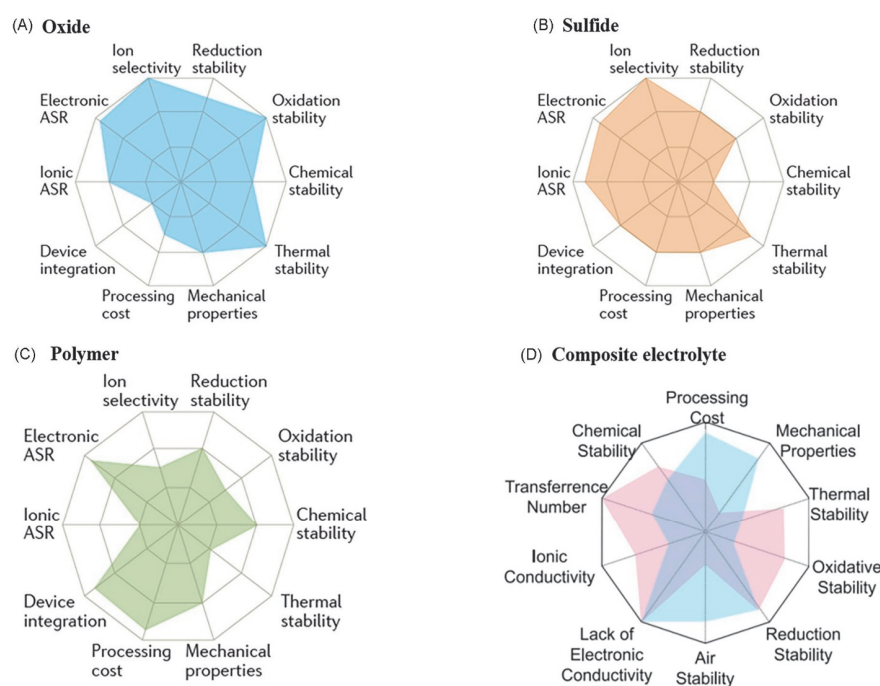 (A) Oxide
Ion
selectivity
Reduction
stability
Electronic
ASR
Oxidation
stability
Ionic
ASR
Chemical
stability
Device
integration
Thermal
stability
Processing
cost
Mechanical
properties
(B) Sulfide
Ion
selectivity
Reduction
stability
Electronic
ASR
Oxidation
stability
Ionic
ASR
Chemical
stability
Device
integration
Thermal
stability
Processing
cost
Mechanical
properties
(C) Polymer
Ion
selectivity
Reduction
stability
Electronic
ASR
Oxidation
stability
Ionic
ASR
Chemical
stability
Device
integration
Thermal
stability
Processing
cost
Mechanical
properties
(D) Composite electrolyte
Processing
Cost
Chemical
Stability
Mechanical
Properties
Transferrence
Number
Thermal
Stability
Ionic
Conductivity
Oxidative
Stability
Lack of
Electronic
Conductivity
Air
Stability
Reduction
Stability